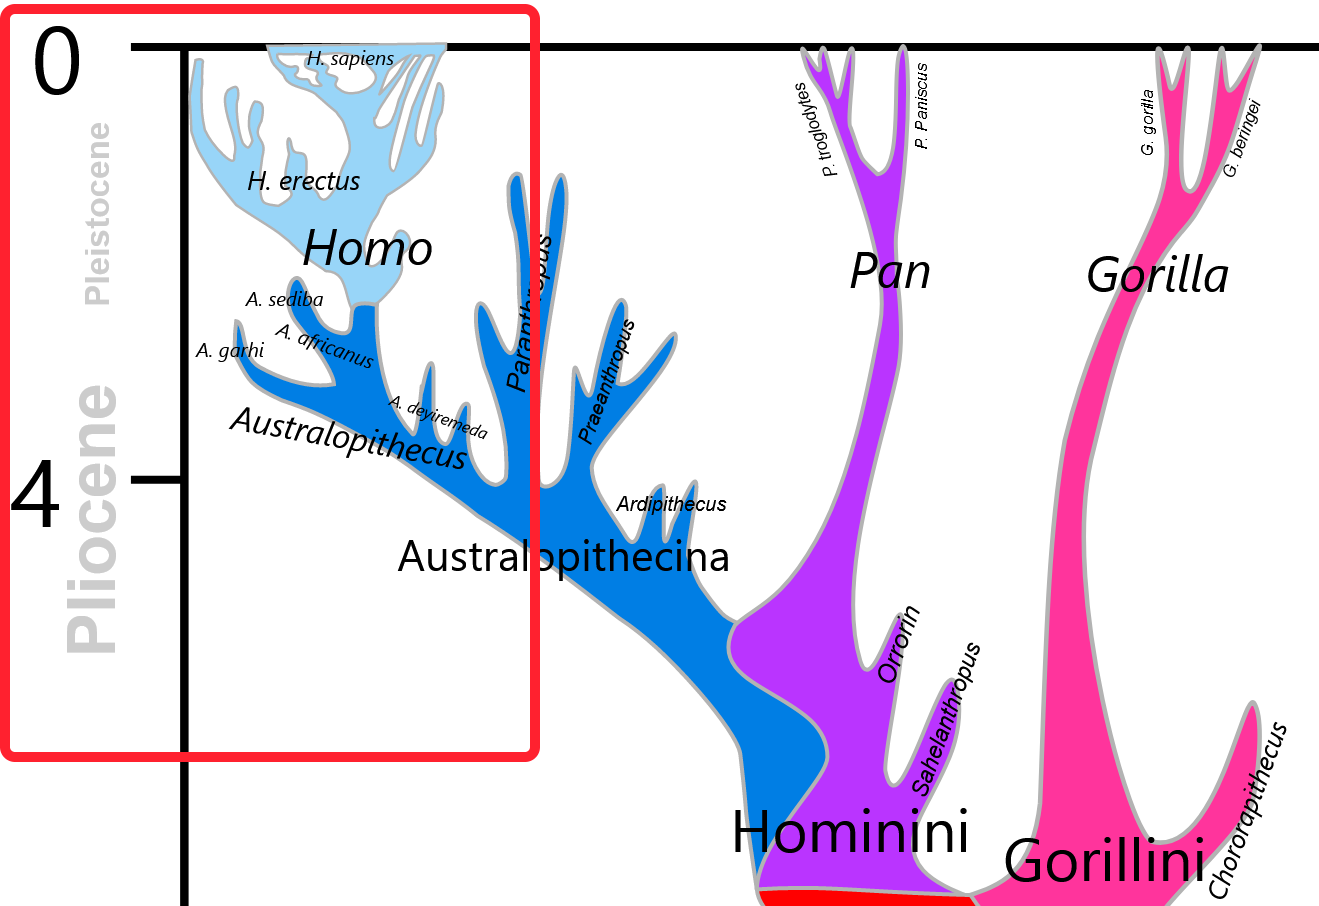 0
H. sapiens
P. troglodytes
P. Paniscus
G. gorilla
G. beringei
Pleistocene
H. erectus
Homo
Pan
Gorilla
A. sediba
A. africanus
A. garhi
Paranthropus
Praeanthropus
A. deyiremeda
Australopithecus
4
Pliocene
Ardipithecus
Australopithecina
Orrorin
Sahelanthropus
Hominini
Gorillini
Chororapithecus